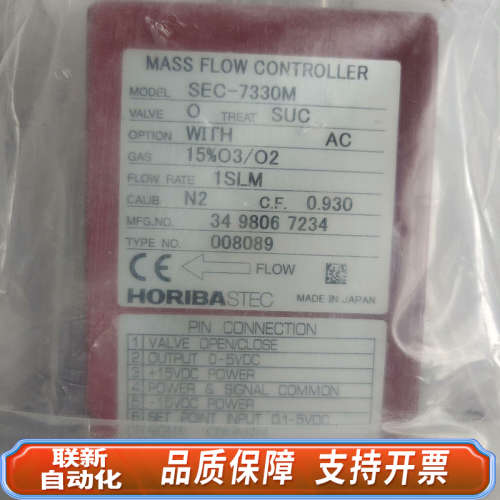 MASS FLOW CONTROLLER
MODEL SEC-7330M
VALVE O TREAT SUC
OPTION WITH AC
GAS 15%O3/O2
FLOW RATE 1SLM
CALIB. N2 C.F. 0.930
MFG.NO. 34 9806 7234
TYPE NO. 008089
CE FLOW
HORIBASTEC MADE IN JAPAN
PIN CONNECTION
1 VALVE OPEN/CLOSE
2 OUTPUT 0-5VDC
3 +15VDC POWER
4 POWER & SIGNAL COMMON
5 -15VDC POWER
6 SET POINT INPUT 0.1-5VDC
联新
自动化
品质保障 支持开票